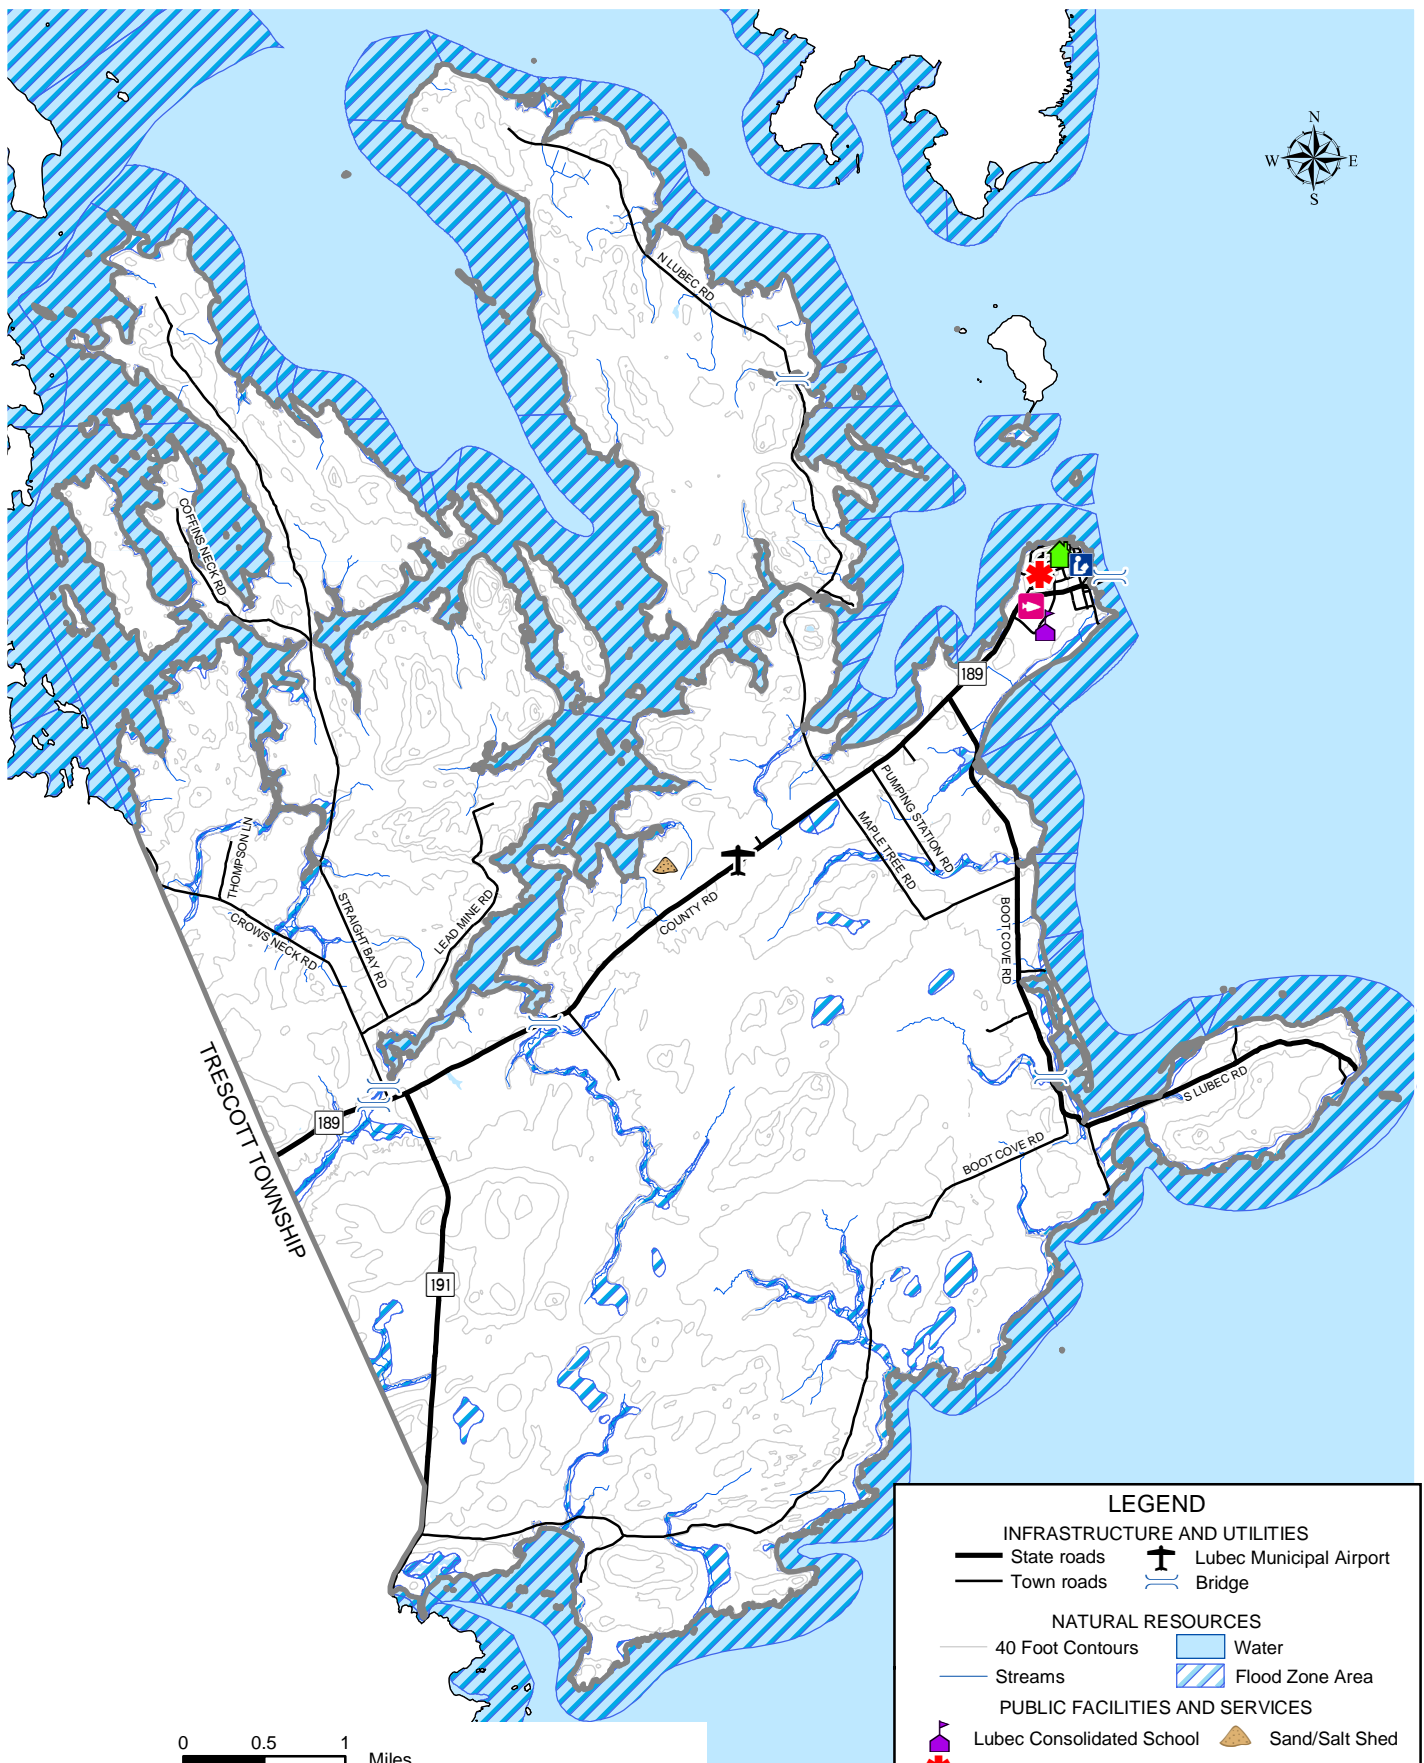 N
W E
S
N LUBEC RD
COFFINS NECK RD
189
PUMPING STATION RD
MAPLE TREE RD
THOMPSON LN
CROWS NECK RD
STRAIGHT BAY RD
LEAD MINE RD
COUNTY RD
BOOT COVE RD
TRESCOTT TOWNSHIP
189
S LUBEC RD
BOOT COVE RD
191
LEGEND
INFRASTRUCTURE AND UTILITIES
State roads Lubec Municipal Airport
Town roads Bridge
NATURAL RESOURCES
40 Foot Contours Water
Streams Flood Zone Area
PUBLIC FACILITIES AND SERVICES
Lubec Consolidated School Sand/Salt Shed
0 0.5 1
Miles